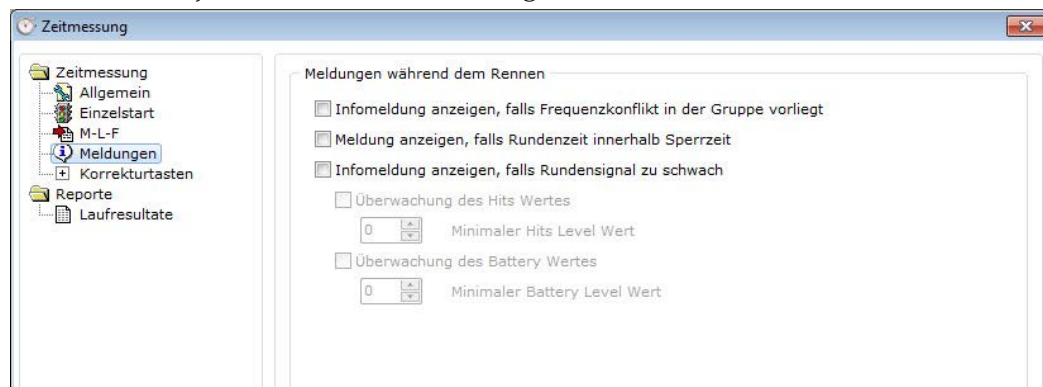 Zeitmessung
Zeitmessung
Allgemein
Einzelstart
M-L-F
Meldungen
Korrekturtasten
Reporte
Laufresultate
Meldungen während dem Rennen
Infomeldung anzeigen, falls Frequenzkonflikt in der Gruppe vorliegt
Meldung anzeigen, falls Rundenzeit innerhalb Sperrzeit
Infomeldung anzeigen, falls Rundensignal zu schwach
Überwachung des Hits Wertes
0 Minimaler Hits Level Wert
Überwachung des Battery Wertes
0 Minimaler Battery Level Wert